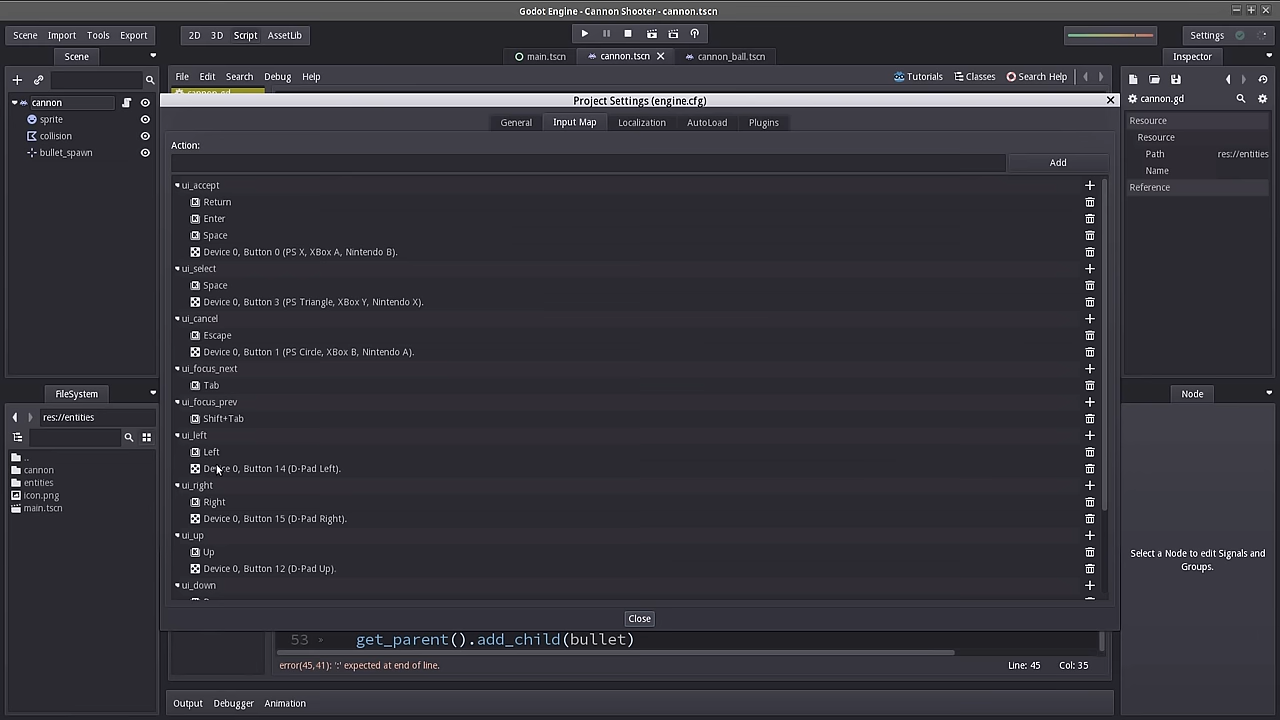 Godot Engine - Cannon Shooter - cannon.tscn
Scene Import Tools Export
2D 3D Script AssetLib
Settings
Scene
main.tscn
cannon.tscn
cannon_ball.tscn
Inspector
File Edit Search Debug Help
Tutorials Classes Search Help
cannon.gd
cannon
sprite
collision
bullet_spawn
Project Settings (engine.cfg)
General Input Map Localization AutoLoad Plugins
Action:
Add
ui_accept
Return
Enter
Space
Device 0, Button 0 (PS X, XBox A, Nintendo B).
ui_select
Space
Device 0, Button 3 (PS Triangle, XBox Y, Nintendo X).
ui_cancel
Escape
Device 0, Button 1 (PS Circle, XBox B, Nintendo A).
ui_focus_next
Tab
ui_focus_prev
Shift+Tab
ui_left
Left
Device 0, Button 14 (D-Pad Left).
ui_right
Right
Device 0, Button 15 (D-Pad Right).
ui_up
Up
Device 0, Button 12 (D-Pad Up).
ui_down
Close
cannon.gd
Resource
Resource
Path res://entities
Name
Reference
FileSystem
res://entities
..
cannon
entities
icon.png
main.tscn
Node
Select a Node to edit Signals and
Groups.
53 get_parent().add_child(bullet)
error(45,41): ':' expected at end of line.
Line: 45 Col: 35
Output Debugger Animation